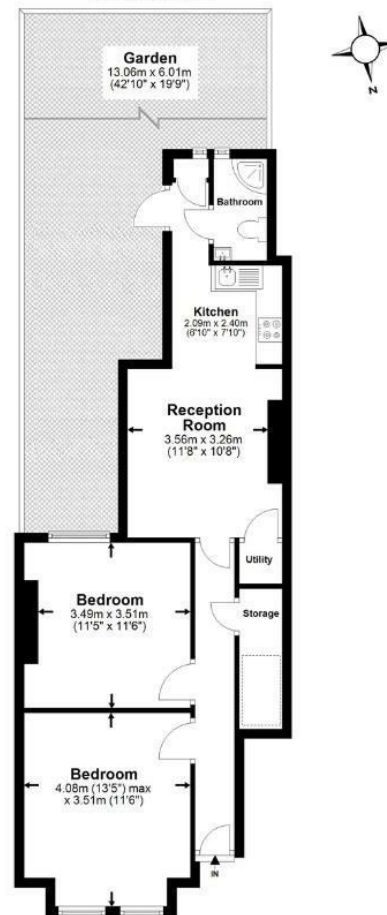 Garden
13.06m x 6.01m
(42'10" x 19'9")
N
Bathroom
Kitchen
2.09m x 2.40m
(6'10" x 7'10")
Reception
Room
3.56m x 3.26m
(11'8" x 10'8")
Utility
Bedroom
3.49m x 3.51m
(11'5" x 11'6")
Storage
Bedroom
4.08m (13'5") max
x 3.51m (11'6")
IN